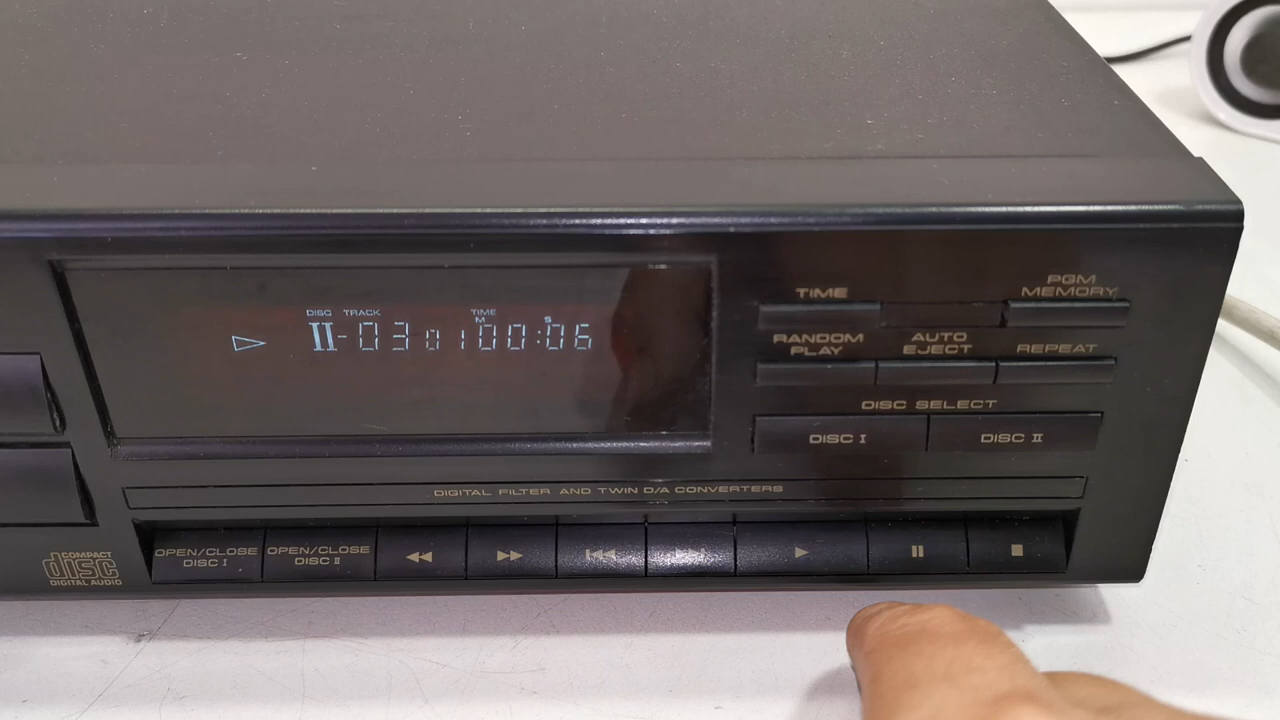 DISC TRACK TIME
M S
II-03 01 00:06
TIME
PGM
MEMORY
RANDOM
PLAY
AUTO
EJECT
REPEAT
DISC SELECT
DISC I
DISC II
DIGITAL FILTER AND TWIN D/A CONVERTERS
COMPACT
disc
DIGITAL AUDIO
OPEN/CLOSE
DISC I
OPEN/CLOSE
DISC II